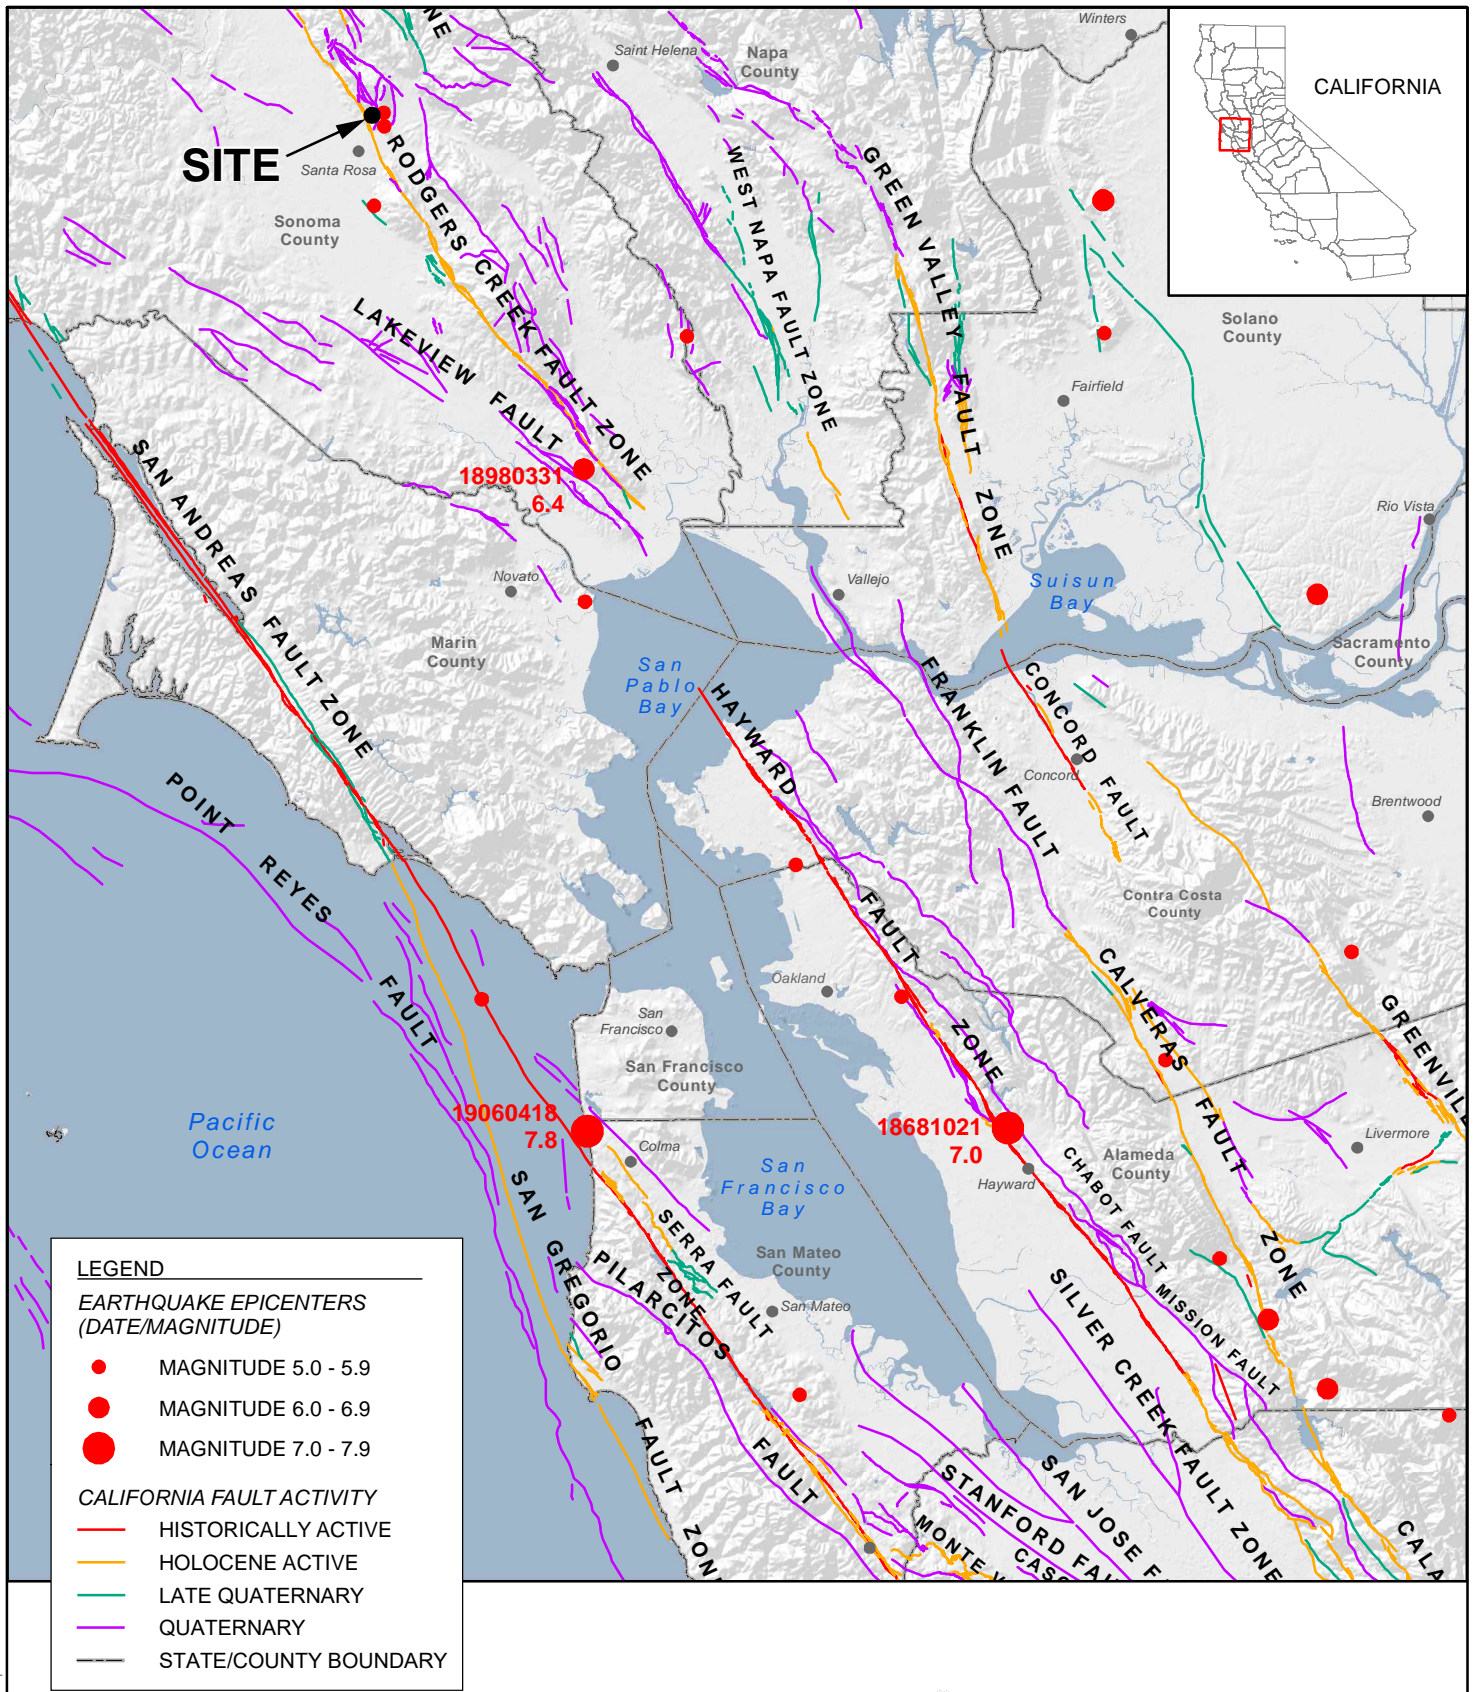 ONE
Winters
Saint Helena
Napa
County
CALIFORNIA
SITE
Santa Rosa
Sonoma
County
RODGERS CREEK FAULT ZONE
WEST NAPA FAULT ZONE
GREEN VALLEY FAULT ZONE
LAKEVIEW FAULT
Solano
County
Fairfield
18980331
6.4
Rio Vista
SAN ANDREAS FAULT ZONE
Novato
Vallejo
Suisun
Bay
Marin
County
Sacramento
County
San
Pablo
Bay
HAYWARD FAULT ZONE
FRANKLIN FAULT
CONCORD FAULT
Concord
Brentwood
POINT REYES FAULT
Contra Costa
County
Oakland
CALVERAS FAULT ZONE
GREENVILLE
San
Francisco
San Francisco
County
19060418
7.8
18681021
7.0
Pacific
Ocean
Colma
Livermore
Alameda
County
Hayward
San
Francisco
Bay
CHABOT FAULT
SAN GREGORIO FAULT ZON
SERRA FAULT
ZONE
PILARCITOS FAULT
San Mateo
County
San Mateo
MISSION FAULT
SILVER CREEK FAULT ZONE
STANFORD FAU
SAN JOSE F
MONTE V
CASC
CALA
LEGEND
EARTHQUAKE EPICENTERS
(DATE/MAGNITUDE)
MAGNITUDE 5.0 - 5.9
MAGNITUDE 6.0 - 6.9
MAGNITUDE 7.0 - 7.9
CALIFORNIA FAULT ACTIVITY
HISTORICALLY ACTIVE
HOLOCENE ACTIVE
LATE QUATERNARY
QUATERNARY
STATE/COUNTY BOUNDARY